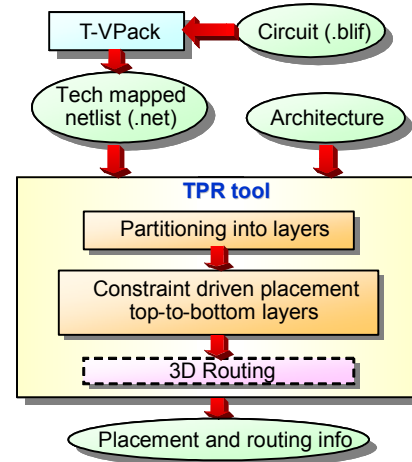 T-VPack
Circuit (.blif)
Tech mapped
netlist (.net)
Architecture
TPR tool
Partitioning into layers
Constraint driven placement
top-to-bottom layers
3D Routing
Placement and routing info